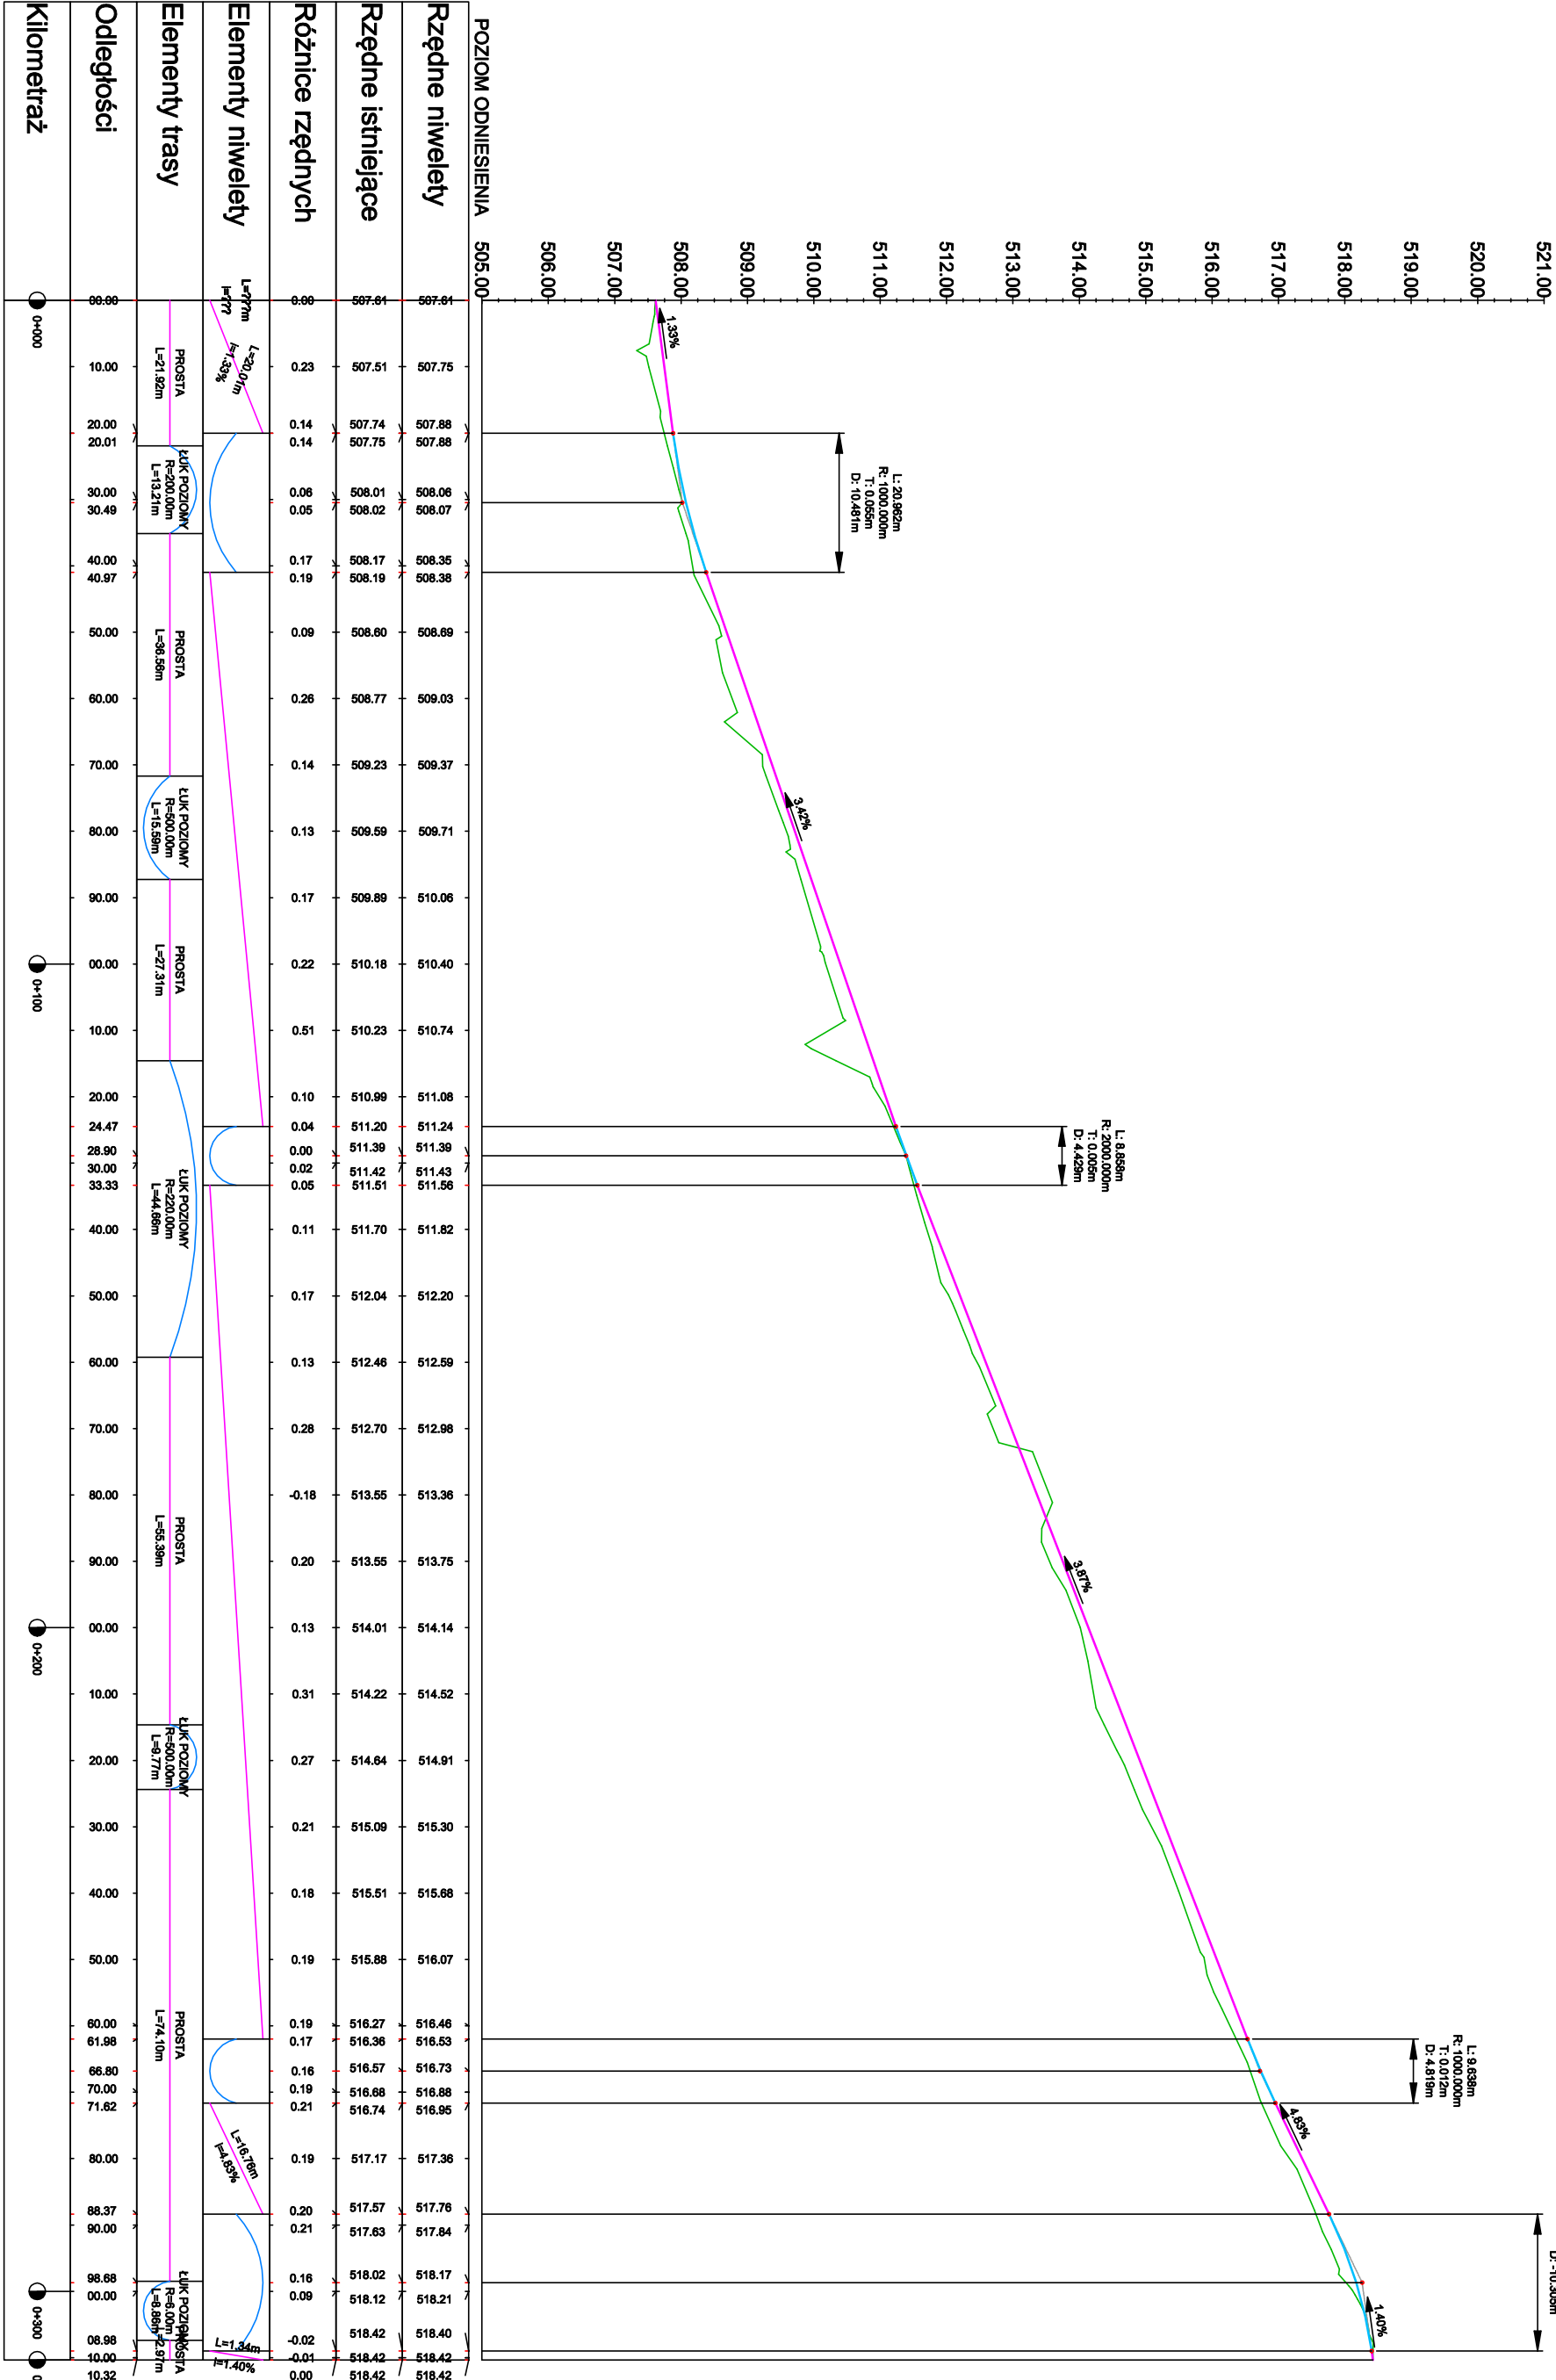 521.00
520.00
519.00
518.00
517.00
516.00
515.00
514.00
513.00
512.00
511.00
510.00
509.00
508.00
507.00
506.00
505.00
POZIOM ODNIESIENIA
1.33%
3.42%
3.87%
4.83%
1.40%
L: 20.962m
R: 1000.000m
T: 0.055m
D: 10.481m
L: 8.858m
R: 2000.000m
T: 0.005m
D: 4.429m
L: 9.638m
R: 1000.000m
T: 0.012m
D: 4.819m
Rzędne niwelety
507.61 507.75 507.88 507.88 508.06 508.07 508.35 508.38 508.69 509.03 509.37 509.71 510.06 510.40 510.74 511.08 511.24 511.39 511.43 511.56 511.82 512.20 512.59 512.98 513.36 513.75 514.14 514.52 514.91 515.30 515.68 516.07 516.46 516.53 516.73 516.88 516.95 517.36 517.76 517.84 518.17 518.21 518.40 518.42 518.42
Rzędne istniejące
507.61 507.51 507.74 507.75 508.01 508.02 508.17 508.19 508.60 508.77 509.23 509.59 509.89 510.18 510.23 510.99 511.20 511.39 511.42 511.51 511.70 512.04 512.46 512.70 513.55 513.55 514.01 514.22 514.64 515.09 515.51 515.88 516.27 516.36 516.57 516.68 516.74 517.17 517.57 517.63 518.02 518.12 518.42 518.42 518.42
Różnice rzędnych
0.00 0.23 0.14 0.14 0.06 0.05 0.17 0.19 0.09 0.26 0.14 0.13 0.17 0.22 0.51 0.10 0.04 0.00 0.02 0.05 0.11 0.17 0.13 0.28 -0.18 0.20 0.13 0.31 0.27 0.21 0.18 0.19 0.19 0.17 0.16 0.19 0.21 0.19 0.20 0.21 0.16 0.09 -0.02 -0.01 0.00
Elementy niwelety
L=???m
i=???
L=20.01m
i=1.33%
L=16.76m
i=4.83%
L=1.34m
i=1.40%
Elementy trasy
PROSTA
L=21.92m
ŁUK POZIOMY
R=200.00m
L=13.21m
PROSTA
L=36.56m
ŁUK POZIOMY
R=500.00m
L=15.59m
PROSTA
L=27.31m
ŁUK POZIOMY
R=220.00m
L=44.66m
PROSTA
L=55.39m
ŁUK POZIOMY
R=500.00m
L=9.77m
PROSTA
L=74.10m
ŁUK POZIOMY
R=6.00m
L=8.86m
PROSTA
L=2.97m
Odległości
00.00 10.00 20.00 20.01 30.00 30.49 40.00 40.97 50.00 60.00 70.00 80.00 90.00 00.00 10.00 20.00 24.47 28.90 30.00 33.33 40.00 50.00 60.00 70.00 80.00 90.00 00.00 10.00 20.00 30.00 40.00 50.00 60.00 61.98 66.80 70.00 71.62 80.00 88.37 90.00 98.68 00.00 08.98 10.00 10.32
Kilometraż
0+000 0+100 0+200 0+300